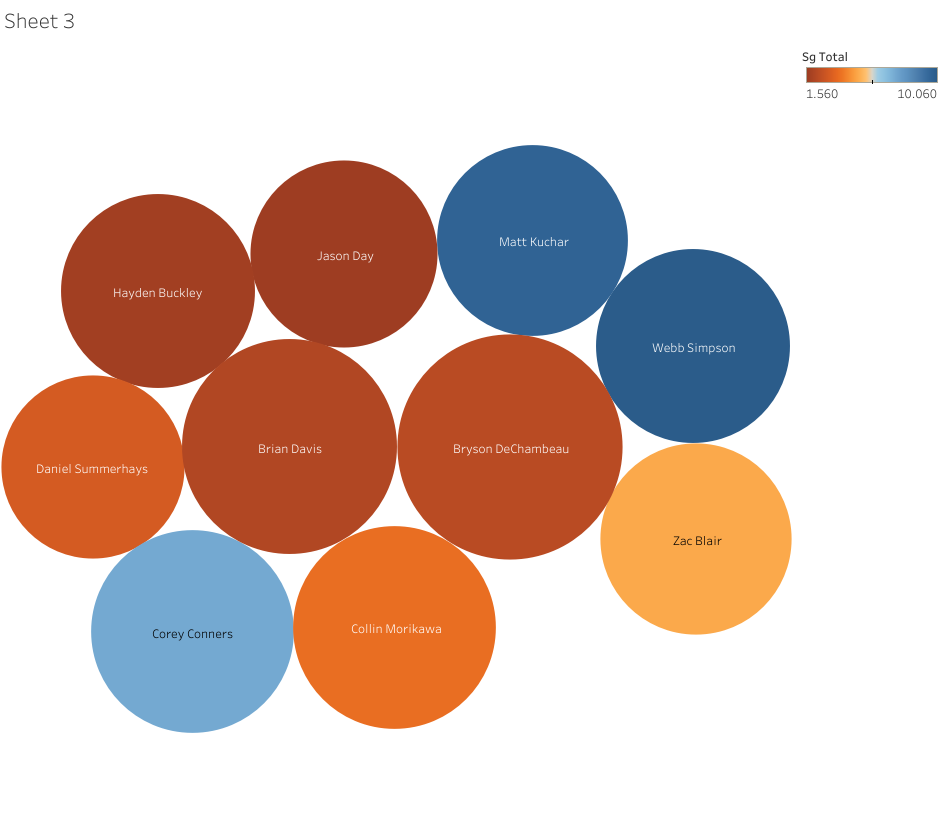 Sheet 3
Sg Total
1.560 10.060
Matt Kuchar
Jason Day
Hayden Buckley
Webb Simpson
Brian Davis
Bryson DeChambeau
Daniel Summerhays
Zac Blair
Collin Morikawa
Corey Conners